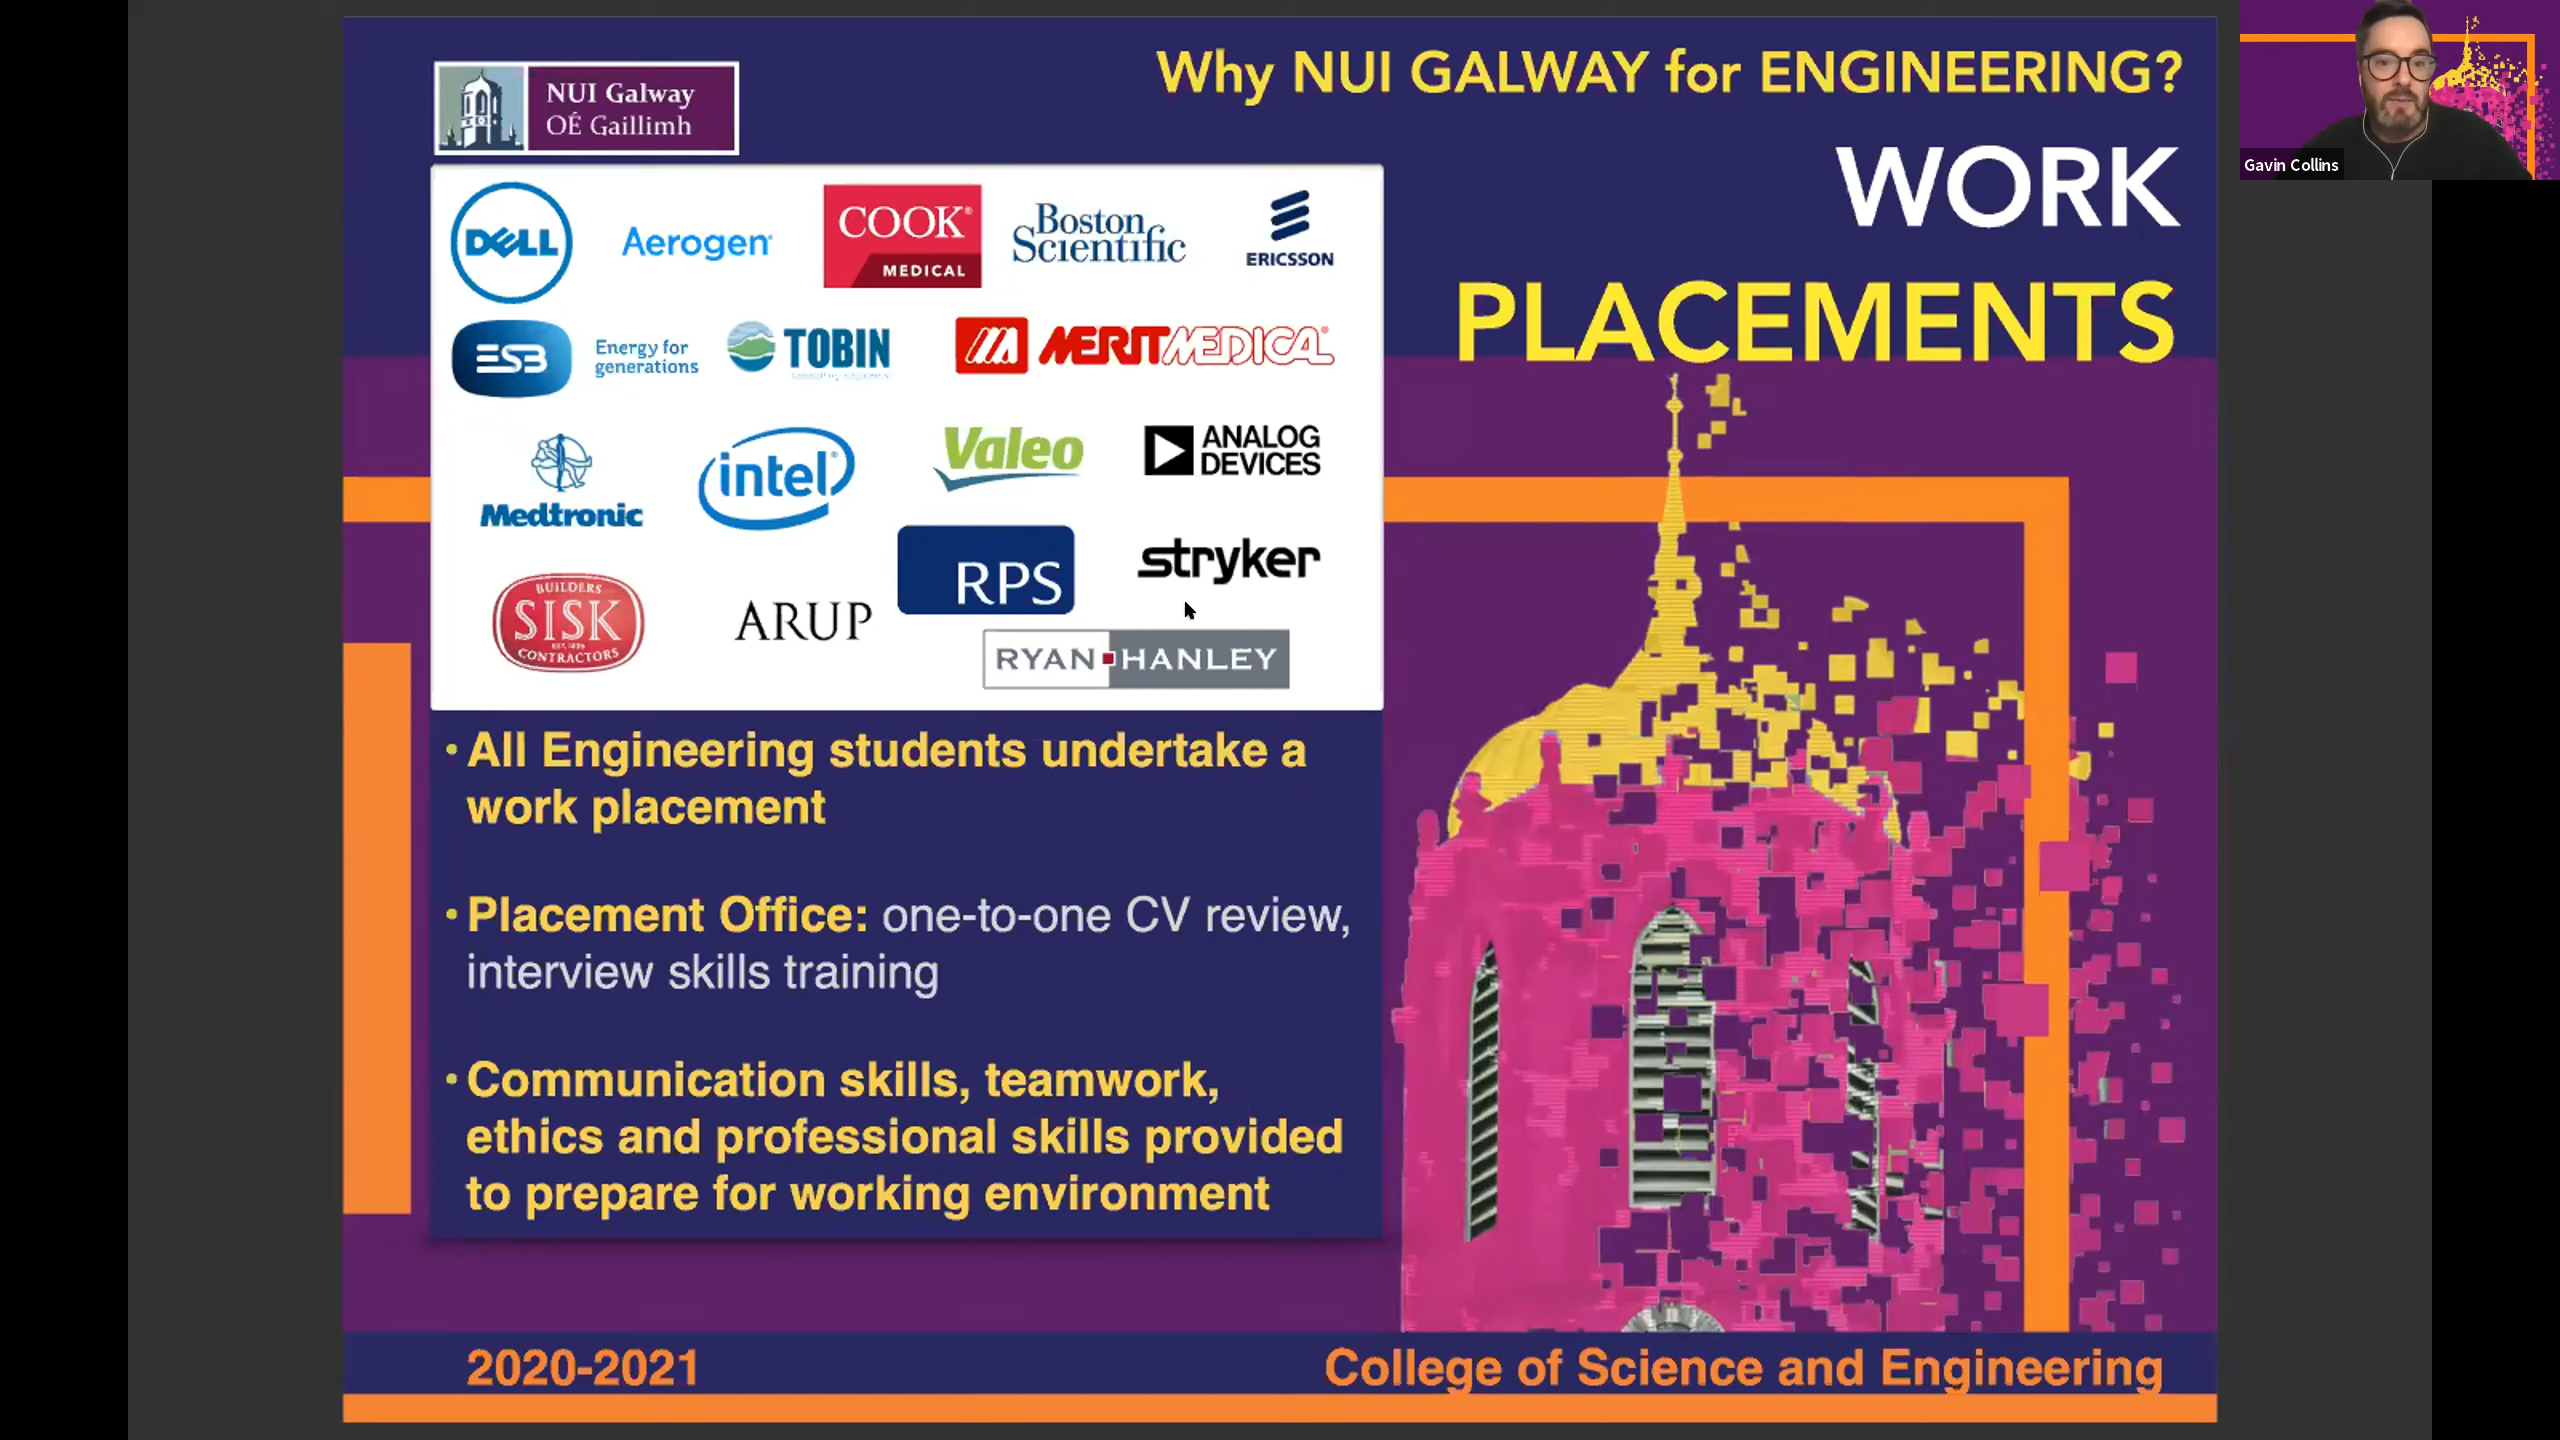 Why NUI GALWAY for ENGINEERING?
WORK
PLACEMENTS
Gavin Collins
NUI Galway
OÉ Gaillimh
DELL
Aerogen
COOK®
MEDICAL
Boston
Scientific
ERICSSON
ESB
Energy for
generations
TOBIN
MERITMEDICAL®
Medtronic
intel®
Valeo
ANALOG
DEVICES
BUILDERS
SISK
EST. 1859
CONTRACTORS
ARUP
RPS
stryker
RYAN HANLEY
• All Engineering students undertake a
work placement
• Placement Office: one-to-one CV review,
interview skills training
• Communication skills, teamwork,
ethics and professional skills provided
to prepare for working environment
2020-2021
College of Science and Engineering